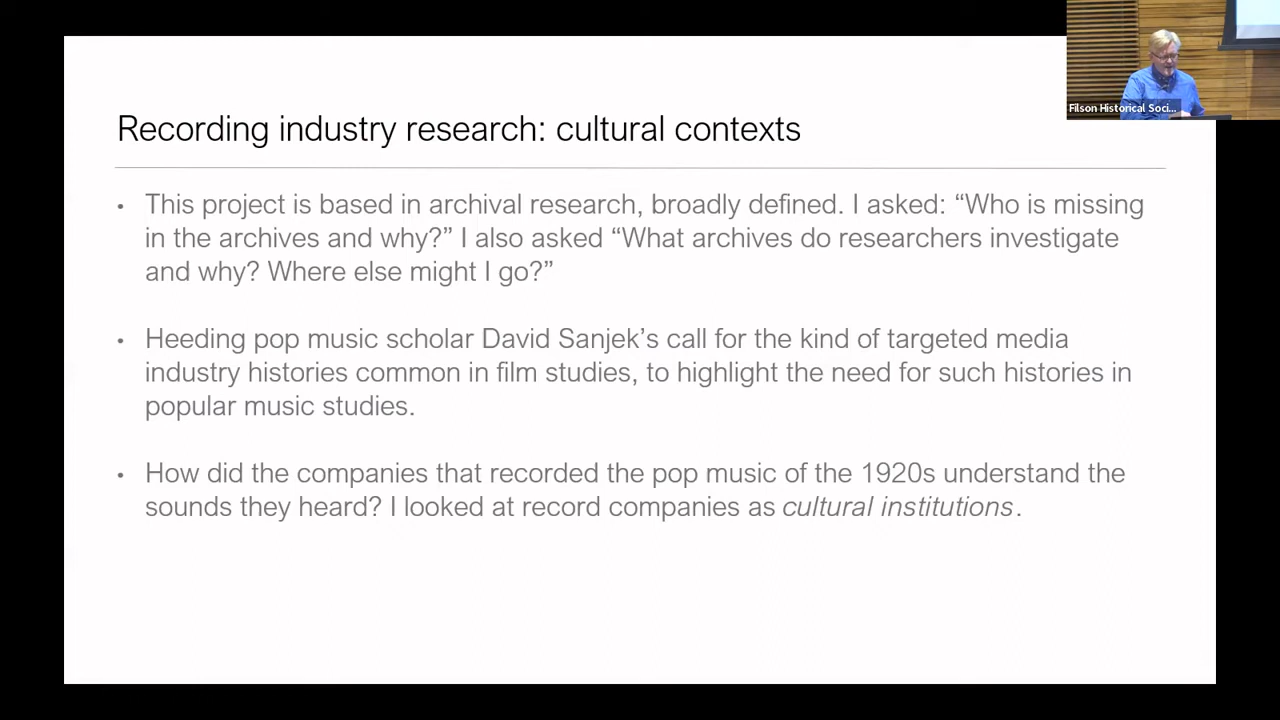 Filson Historical Soci...
Recording industry research: cultural contexts
• This project is based in archival research, broadly defined. I asked: “Who is missing
in the archives and why?” I also asked “What archives do researchers investigate
and why? Where else might I go?”
• Heeding pop music scholar David Sanjek’s call for the kind of targeted media
industry histories common in film studies, to highlight the need for such histories in
popular music studies.
• How did the companies that recorded the pop music of the 1920s understand the
sounds they heard? I looked at record companies as cultural institutions.